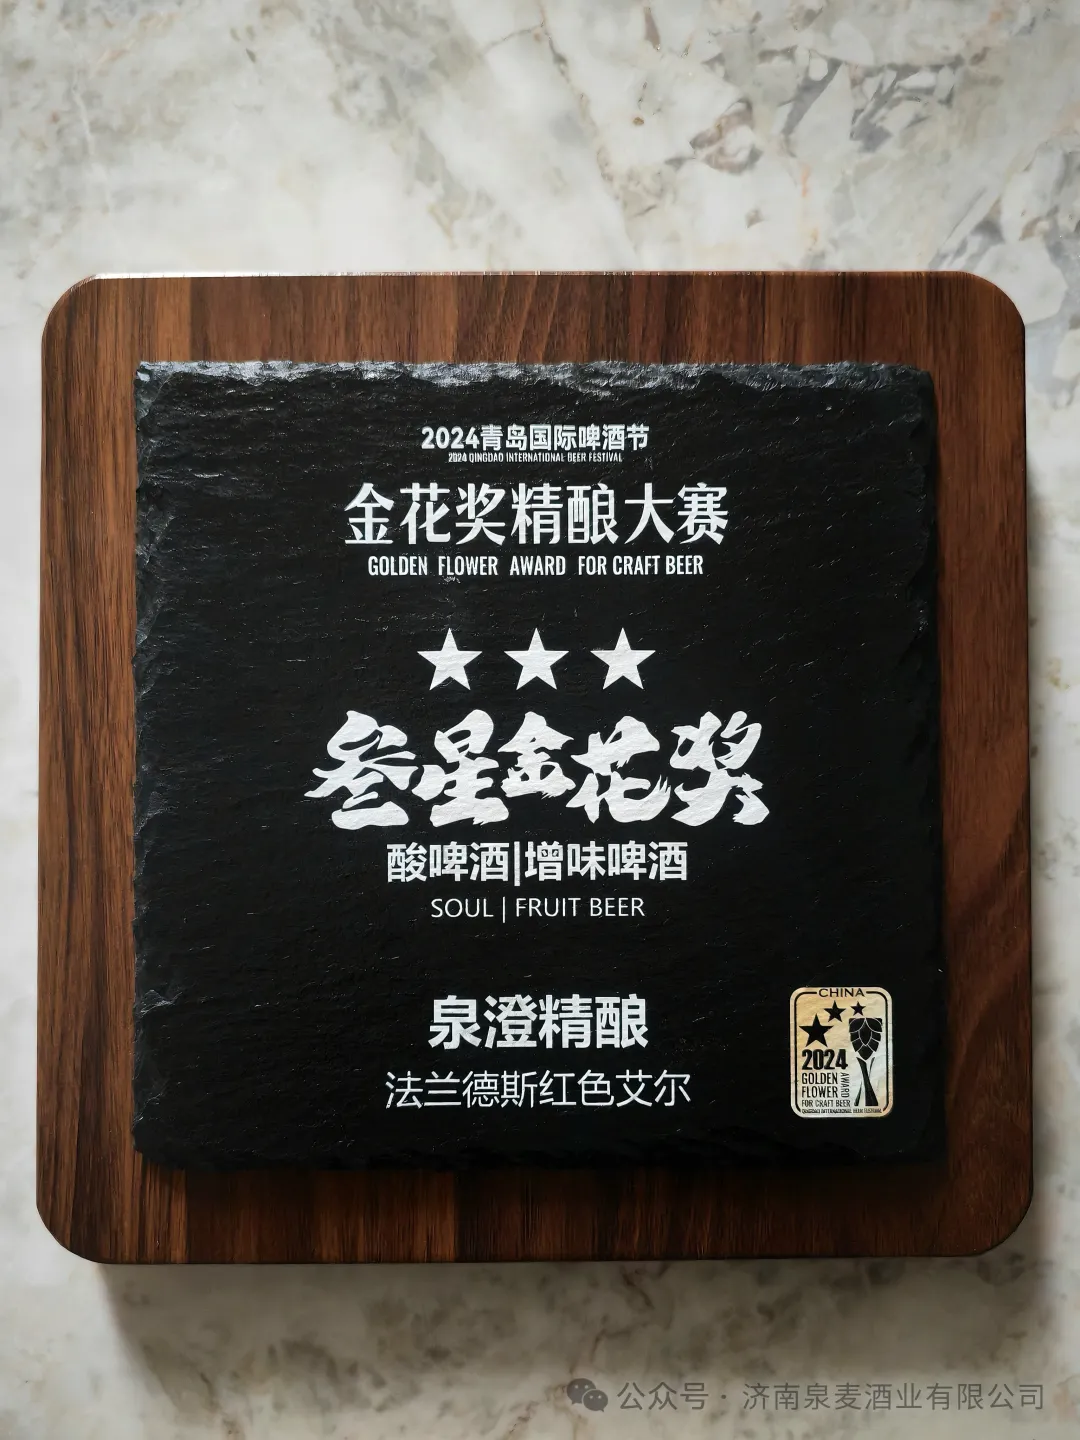 2024青岛国际啤酒节
2024 QINGDAO INTERNATIONAL BEER FESTIVAL
金花奖精酿大赛
GOLDEN FLOWER AWARD FOR CRAFT BEER
叁星金花奖
酸啤酒|增味啤酒
SOUL | FRUIT BEER
泉澄精酿
法兰德斯红色艾尔
CHINA
2024
GOLDEN
FLOWER
AWARD
FOR CRAFT BEER
QINGDAO INTERNATIONAL BEER FESTIVAL
公众号·济南泉麦酒业有限公司